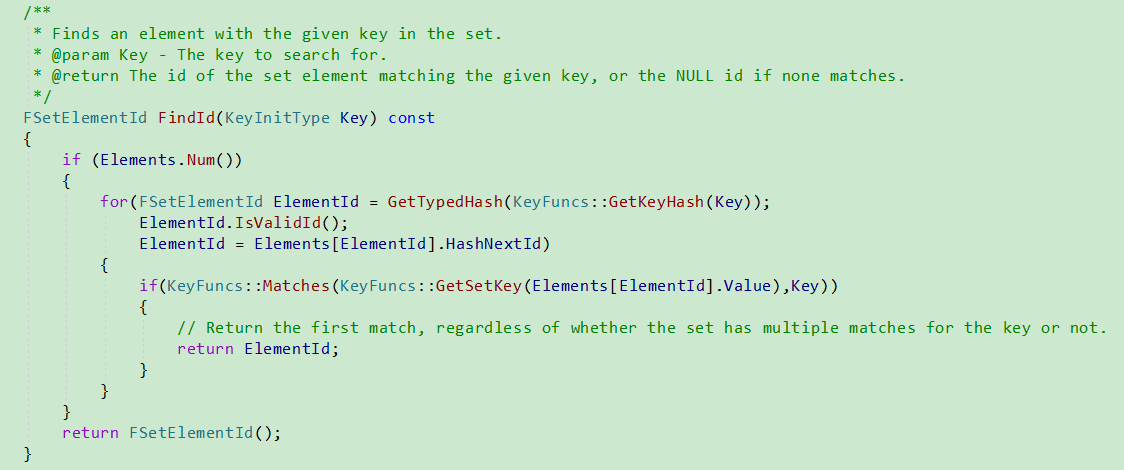 /**
 * Finds an element with the given key in the set.
 * @param Key - The key to search for.
 * @return The id of the set element matching the given key, or the NULL id if none matches.
 */
FSetElementId FindId(KeyInitType Key) const
{
    if (Elements.Num())
    {
        for(FSetElementId ElementId = GetTypedHash(KeyFuncs::GetKeyHash(Key));
            ElementId.IsValidId();
            ElementId = Elements[ElementId].HashNextId)
        {
            if(KeyFuncs::Matches(KeyFuncs::GetSetKey(Elements[ElementId].Value),Key))
            {
                // Return the first match, regardless of whether the set has multiple matches for the key or not.
                return ElementId;
            }
        }
    }
    return FSetElementId();
}